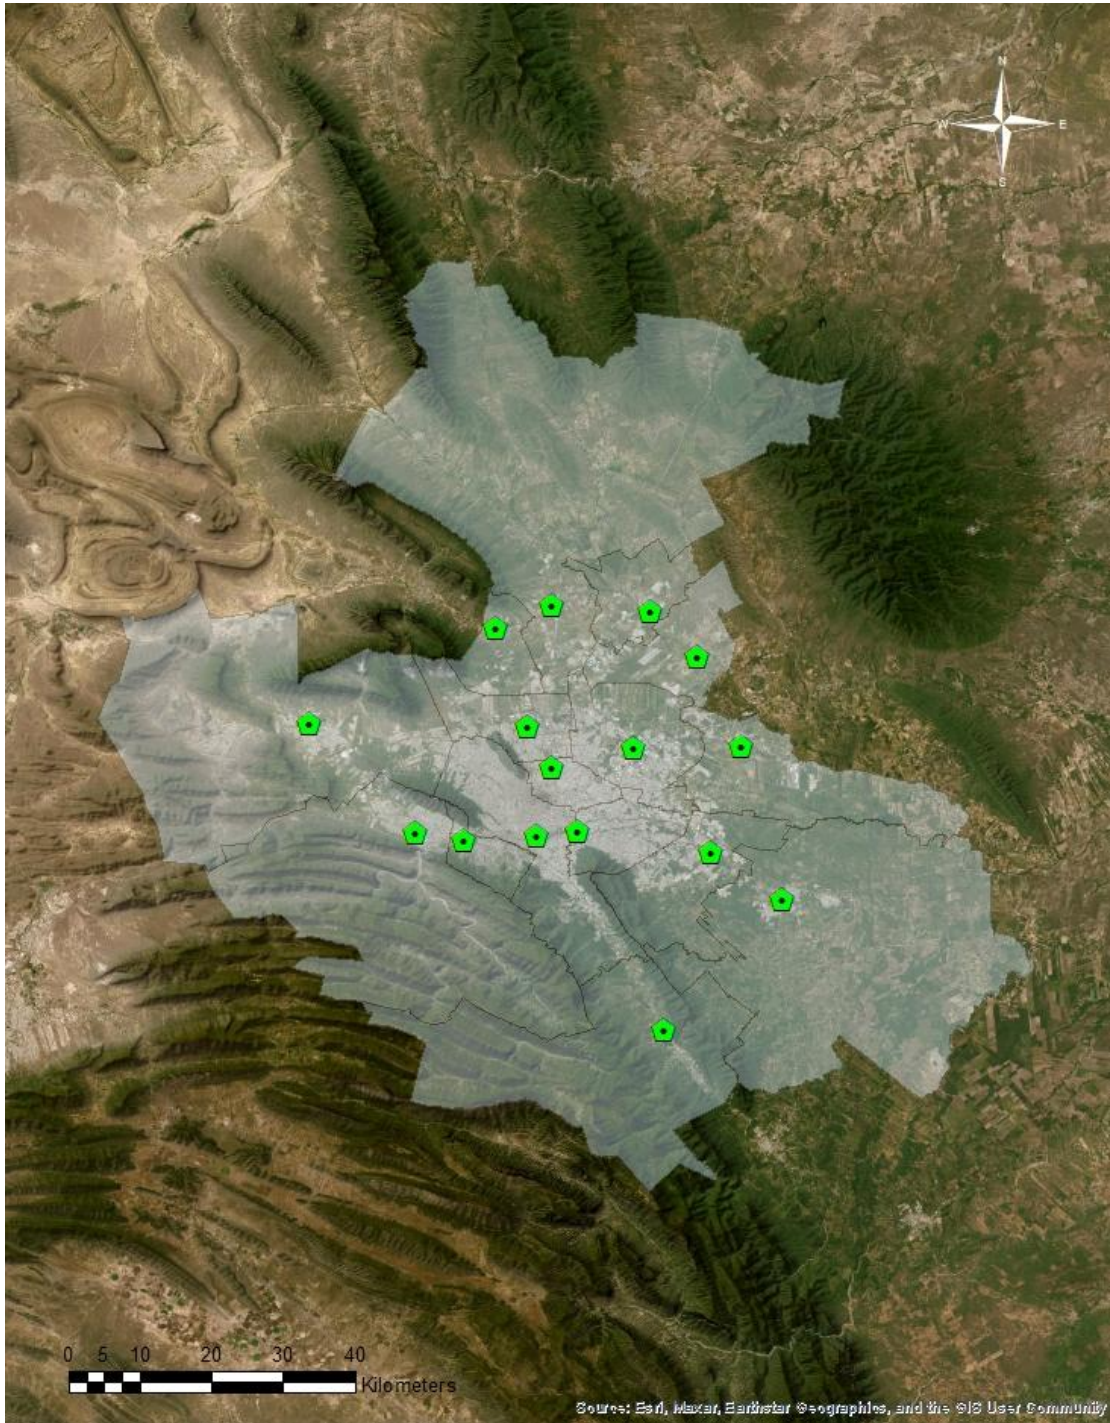 N
W E
S
0 5 10 20 30 40
Kilometers
Source: Esri, Maxar, Earthstar Geographics, and the GIS User Community